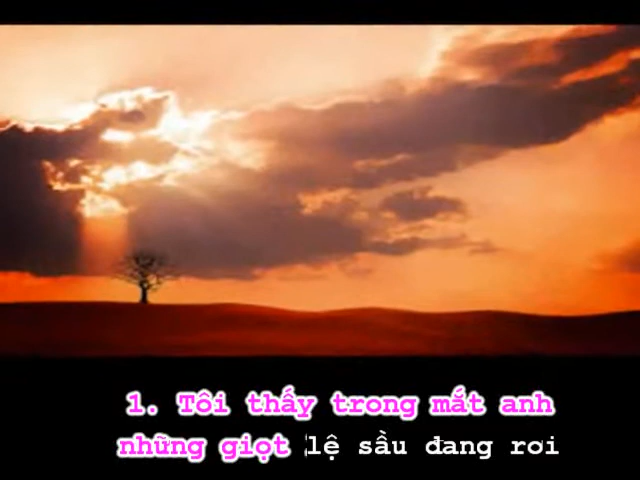 1. Tôi thấy trong mắt anh
những giọt lệ sầu đang rơi